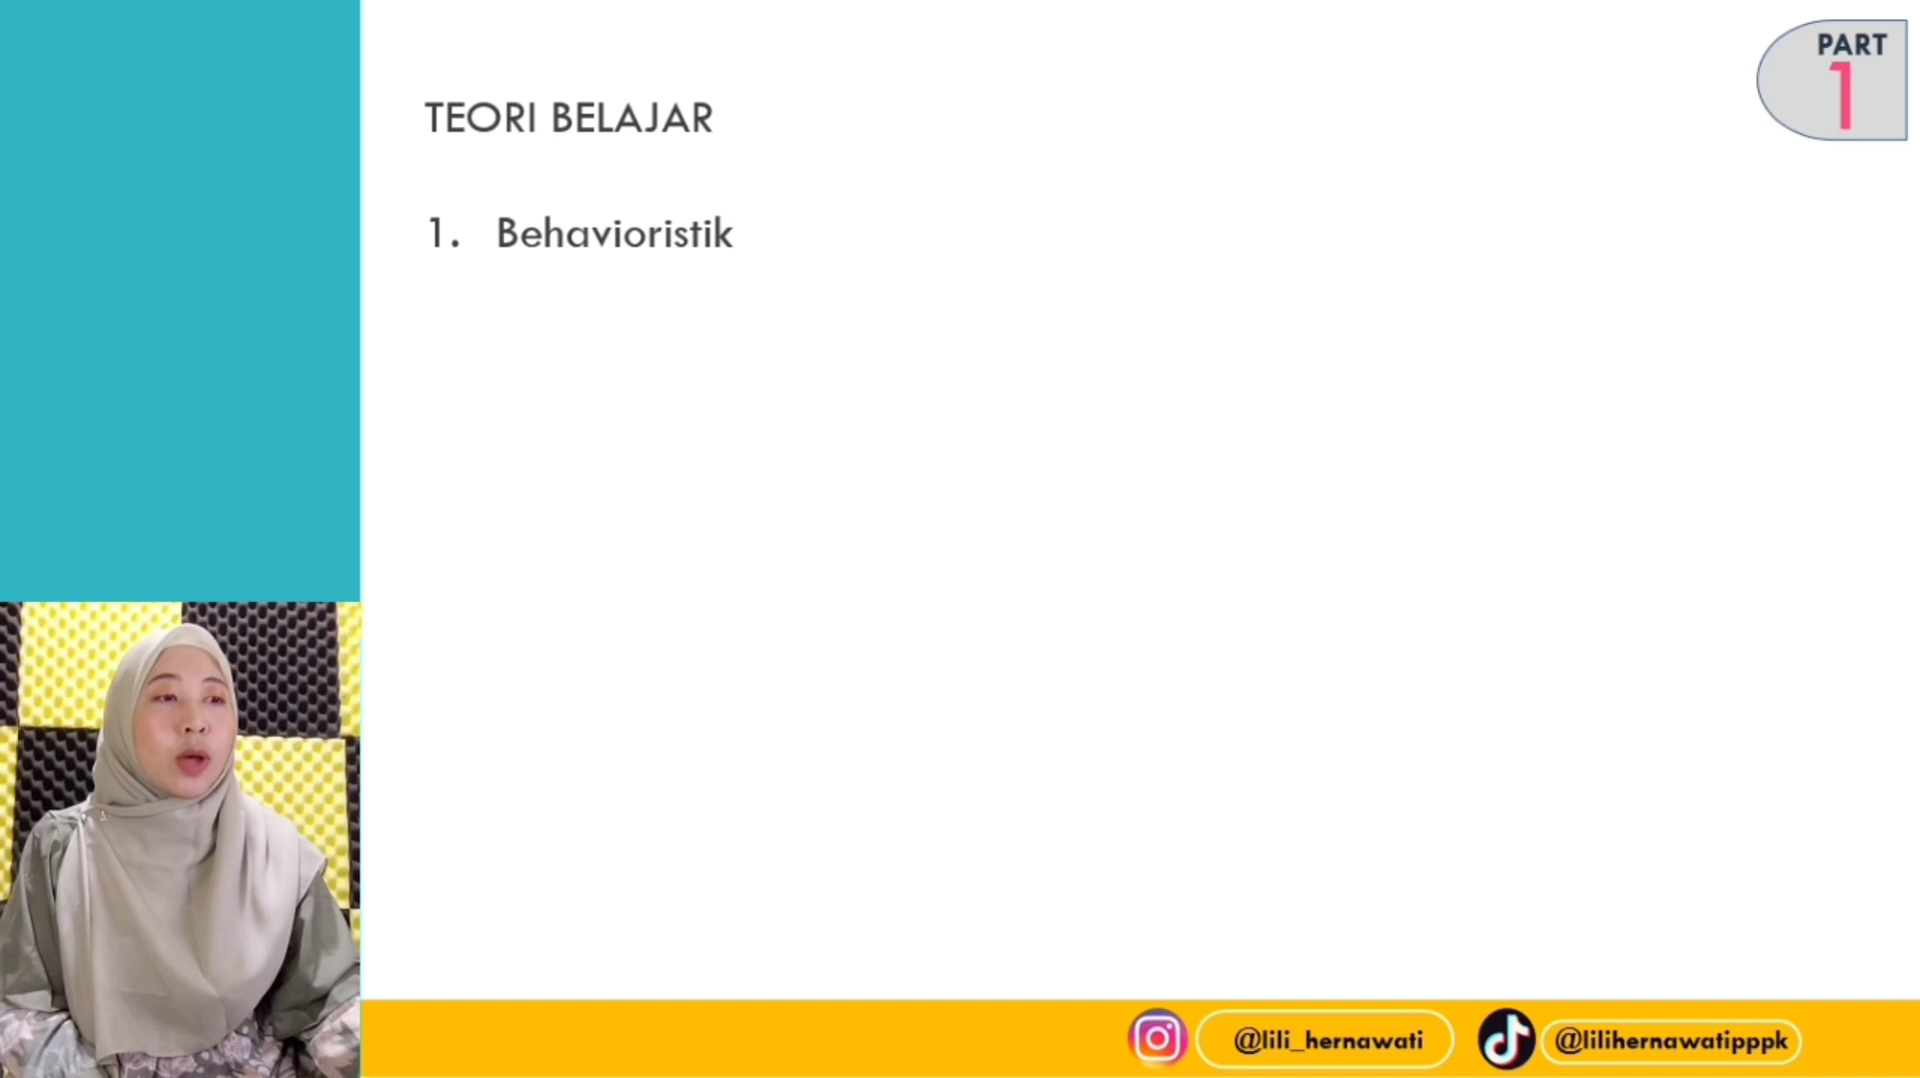 PART
1
TEORI BELAJAR
1. Behavioristik
@lili_hernawati
@lilihernawatipppk